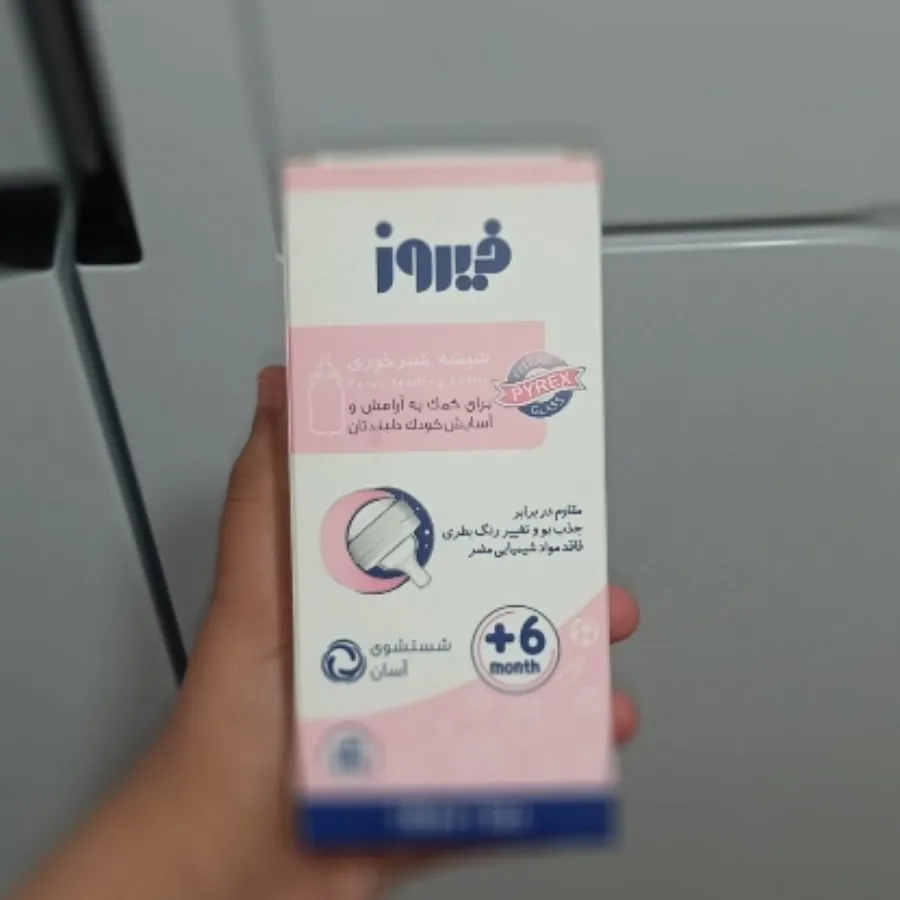 فیروز
شیشه شیرخوری
Pyrex feeding bottle
برای کمک به آرامش و
آسایش کودک دلبندتان
PYREX
GLASS
مقاوم در برابر
جذب بو و تغییر رنگ بطری
فاقد مواد شیمیایی مضر
+6
month
شستشوی
آسان